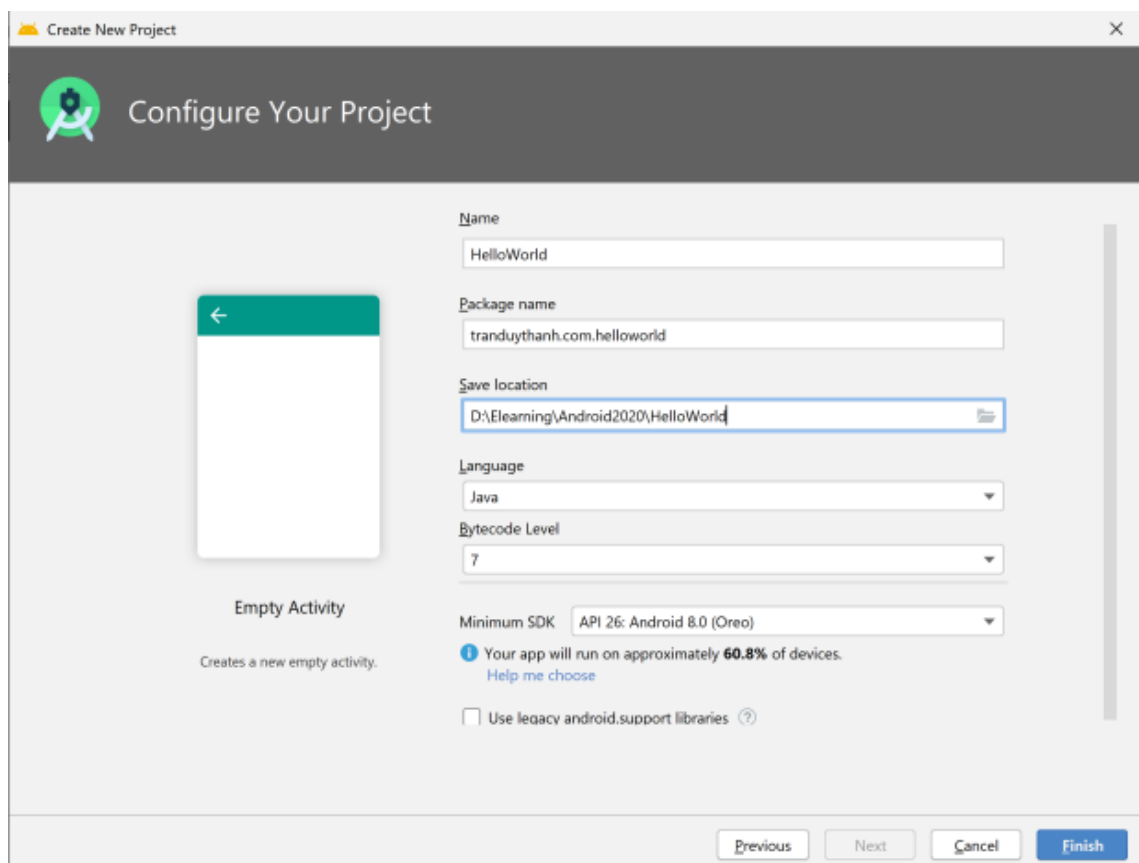 Create New Project
Configure Your Project
Name
HelloWorld
Package name
tranduythanh.com.helloworld
Save location
D:\Elearning\Android2020\HelloWorld
Language
Java
Bytecode Level
7
Empty Activity
Creates a new empty activity.
Minimum SDK API 26: Android 8.0 (Oreo)
Your app will run on approximately 60.8% of devices.
Help me choose
Use legacy android.support libraries ?
Previous Next Cancel Finish